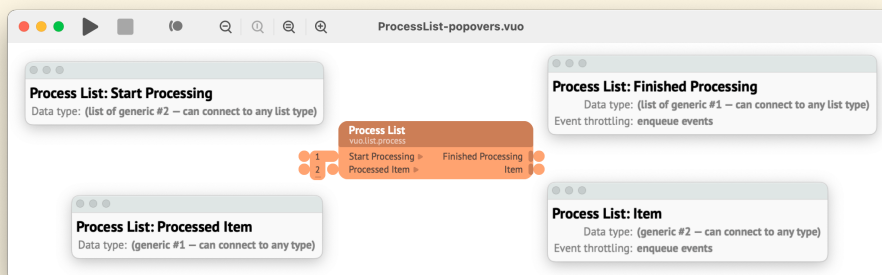 ProcessList-popovers.vuo
Process List: Start Processing
Data type: (list of generic #2 — can connect to any list type)
Process List: Finished Processing
Data type: (list of generic #1 — can connect to any list type)
Event throttling: enqueue events
Process List
vuo.list.process
1 Start Processing Finished Processing
2 Processed Item Item
Process List: Processed Item
Data type: (generic #1 — can connect to any type)
Process List: Item
Data type: (generic #2 — can connect to any type)
Event throttling: enqueue events